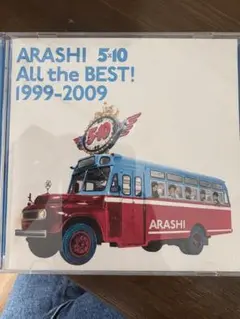 ARASHI 5×10
All the BEST!
1999-2009
5×10
ARASHI